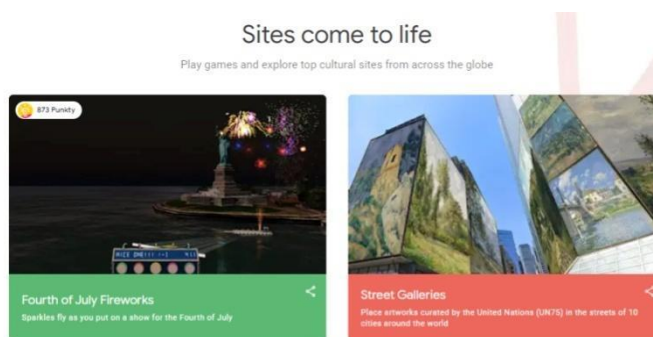 Sites come to life
Play games and explore top cultural sites from across the globe
873 Punkty
NICE ONE!!!
Fourth of July Fireworks
Sparkles fly as you put on a show for the Fourth of July
Street Galleries
Place artworks curated by the United Nations (UN75) in the streets of 10
cities around the world